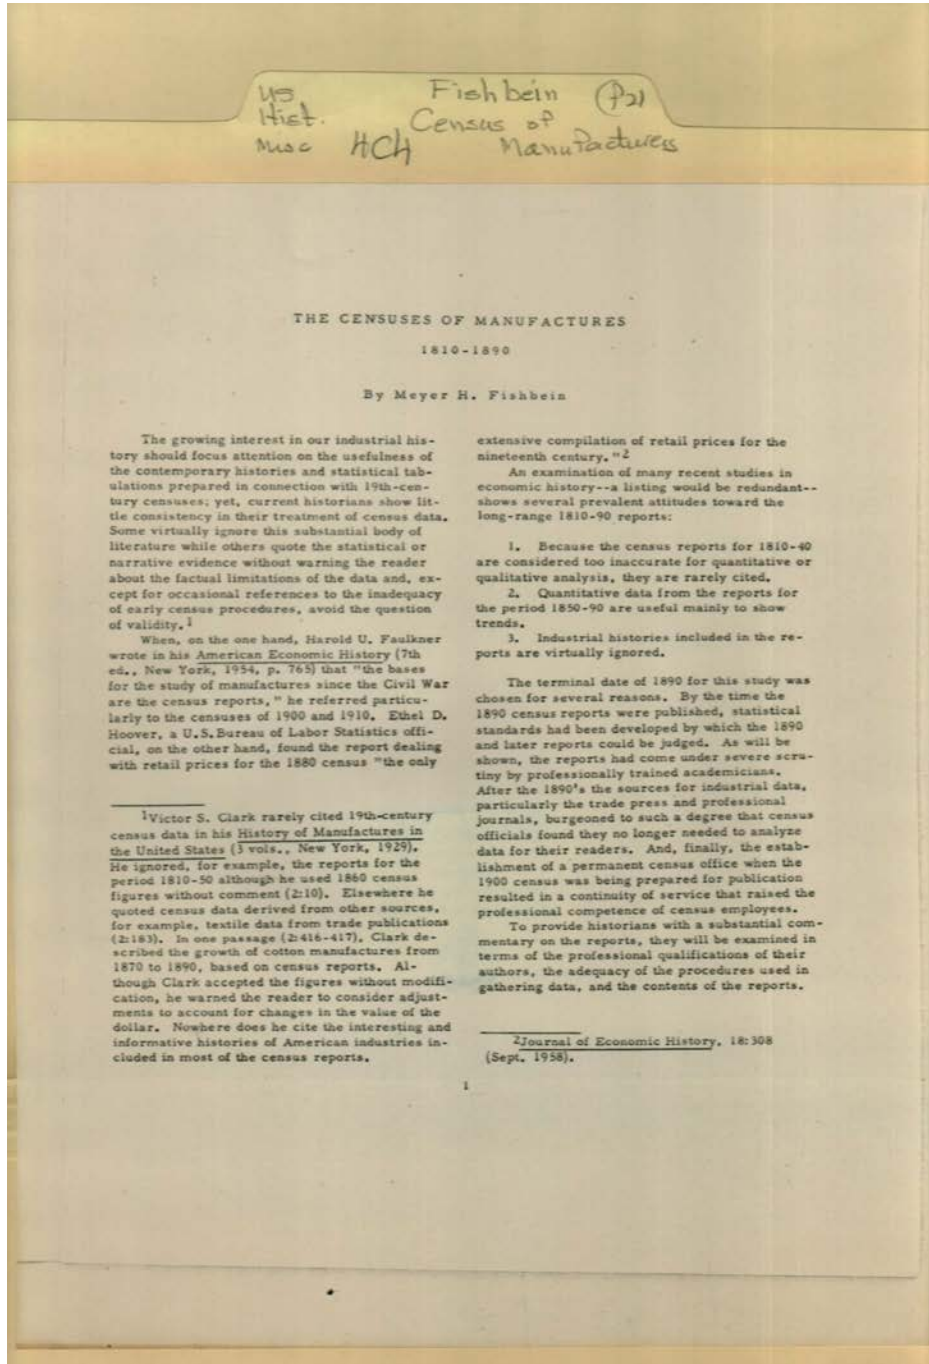 US
Hist.
Misc HCH
Fishbein (P21)
Census of
Manufacturess
THE CENSUSES OF MANUFACTURES
1810-1890
By Meyer H. Fishbein
The growing interest in our industrial his-
tory should focus attention on the usefulness of
the contemporary histories and statistical tab-
ulations prepared in connection with 19th-cen-
tury censuses; yet, current historians show lit-
tle consistency in their treatment of census data.
Some virtually ignore this substantial body of
literature while others quote the statistical or
narrative evidence without warning the reader
about the factual limitations of the data and, ex-
cept for occasional references to the inadequacy
of early census procedures, avoid the question
of validity.1
When, on the one hand, Harold U. Faulkner
wrote in his American Economic History (7th
ed., New York, 1954, p. 765) that "the bases
for the study of manufactures since the Civil War
are the census reports," he referred particu-
larly to the censuses of 1900 and 1910. Ethel D.
Hoover, a U.S. Bureau of Labor Statistics offi-
cial, on the other hand, found the report dealing
with retail prices for the 1880 census "the only
1Victor S. Clark rarely cited 19th-century
census data in his History of Manufactures in
the United States (3 vols., New York, 1929).
He ignored, for example, the reports for the
period 1810-50 although he used 1860 census
figures without comment (2:10). Elsewhere he
quoted census data derived from other sources,
for example, textile data from trade publications
(2:183). In one passage (2:416-417), Clark de-
scribed the growth of cotton manufactures from
1870 to 1890, based on census reports. Al-
though Clark accepted the figures without modifi-
cation, he warned the reader to consider adjust-
ments to account for changes in the value of the
dollar. Nowhere does he cite the interesting and
informative histories of American industries in-
cluded in most of the census reports.
extensive compilation of retail prices for the
nineteenth century."2
An examination of many recent studies in
economic history--a listing would be redundant--
shows several prevalent attitudes toward the
long-range 1810-90 reports:
1. Because the census reports for 1810-40
are considered too inaccurate for quantitative or
qualitative analysis, they are rarely cited.
2. Quantitative data from the reports for
the period 1850-90 are useful mainly to show
trends.
3. Industrial histories included in the re-
ports are virtually ignored.
The terminal date of 1890 for this study was
chosen for several reasons. By the time the
1890 census reports were published, statistical
standards had been developed by which the 1890
and later reports could be judged. As will be
shown, the reports had come under severe scru-
tiny by professionally trained academicians.
After the 1890's the sources for industrial data,
particularly the trade press and professional
journals, burgeoned to such a degree that census
officials found they no longer needed to analyze
data for their readers. And, finally, the estab-
lishment of a permanent census office when the
1900 census was being prepared for publication
resulted in a continuity of service that raised the
professional competence of census employees.
To provide historians with a substantial com-
mentary on the reports, they will be examined in
terms of the professional qualifications of their
authors, the adequacy of the procedures used in
gathering data, and the contents of the reports.
2Journal of Economic History, 18:308
(Sept. 1958).
1